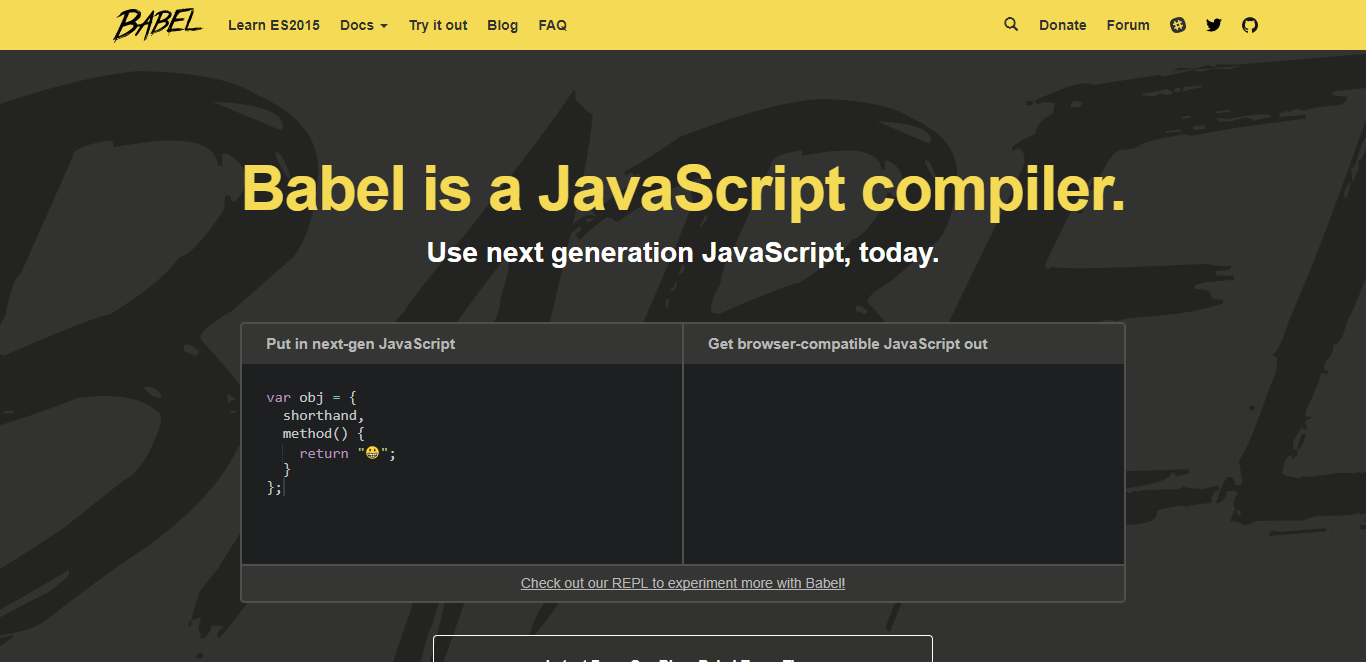 BABEL Learn ES2015 Docs Try it out Blog FAQ Donate Forum
Babel is a JavaScript compiler.
Use next generation JavaScript, today.
Put in next-gen JavaScript
Get browser-compatible JavaScript out
var obj = {
shorthand,
method() {
return "😀";
}
};
Check out our REPL to experiment more with Babel!